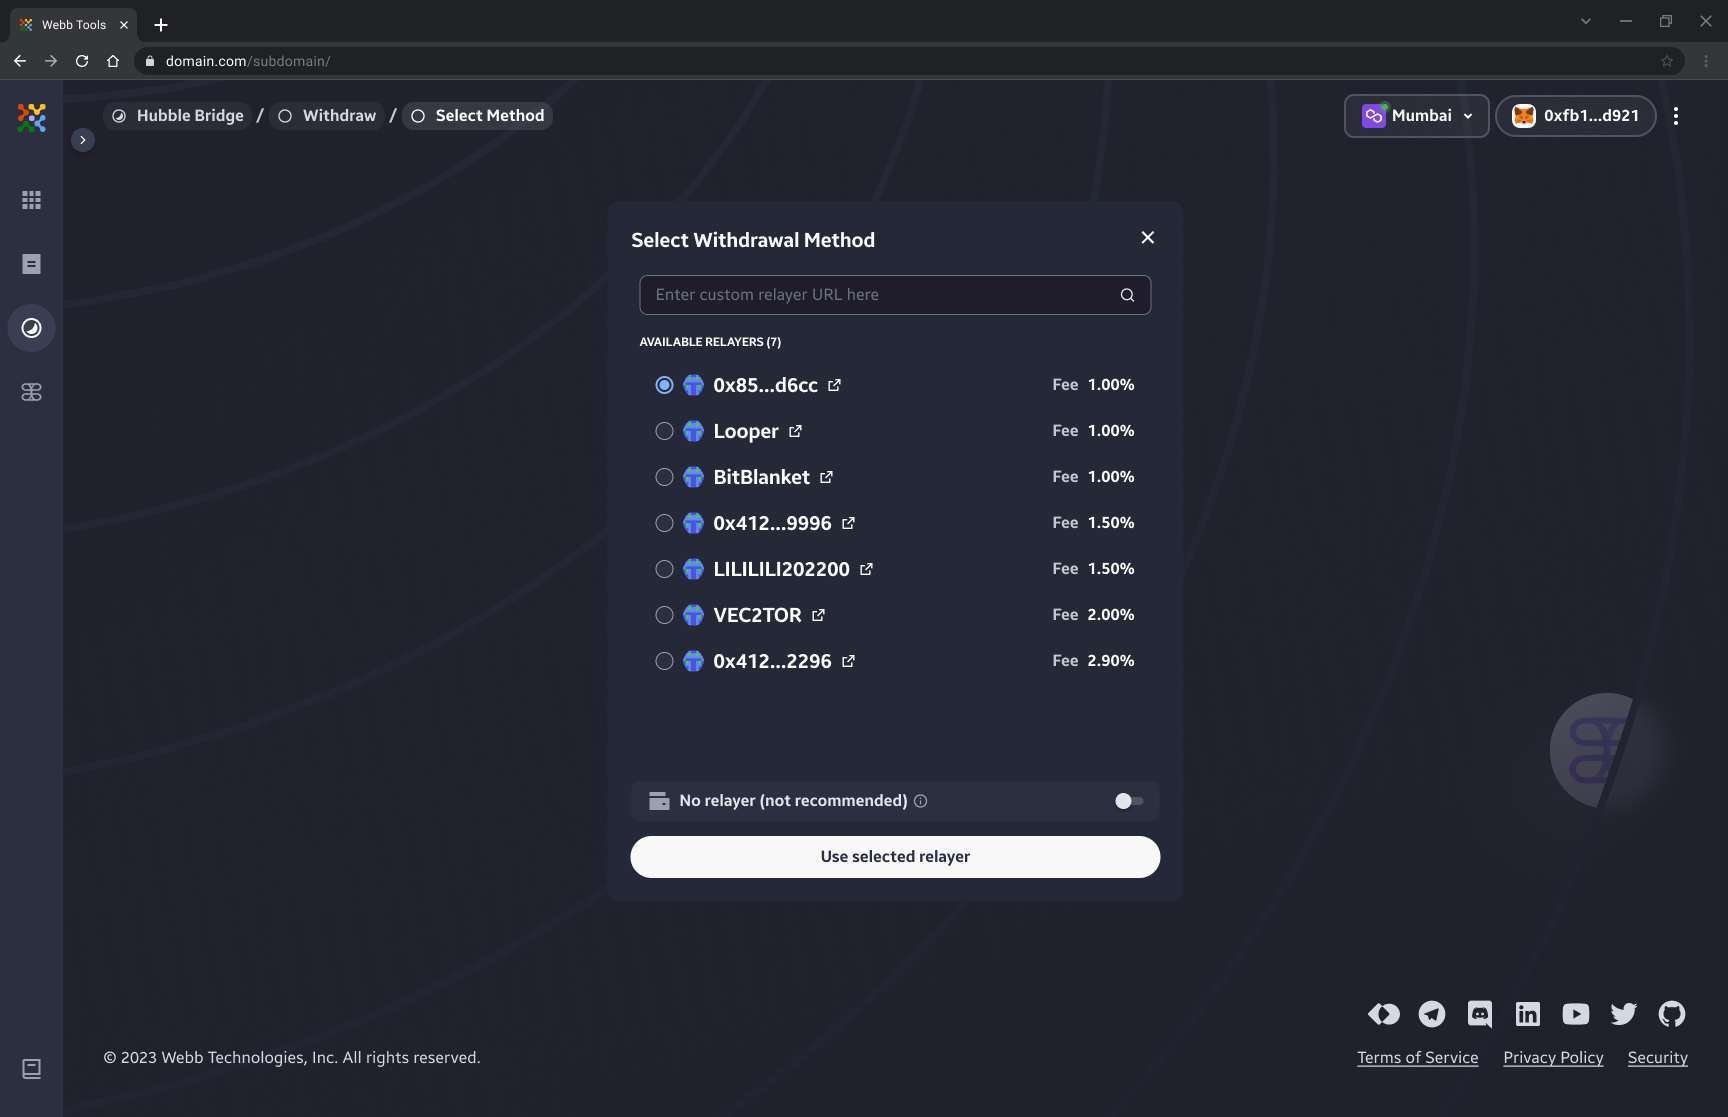 Webb Tools
domain.com/subdomain/
Hubble Bridge / Withdraw / Select Method
Mumbai
0xfb1...d921
Select Withdrawal Method
Enter custom relayer URL here
AVAILABLE RELAYERS (7)
0x85...d6cc Fee 1.00%
Looper Fee 1.00%
BitBlanket Fee 1.00%
0x412...9996 Fee 1.50%
LILILILI202200 Fee 1.50%
VEC2TOR Fee 2.00%
0x412...2296 Fee 2.90%
No relayer (not recommended)
Use selected relayer
© 2023 Webb Technologies, Inc. All rights reserved.
Terms of Service Privacy Policy Security